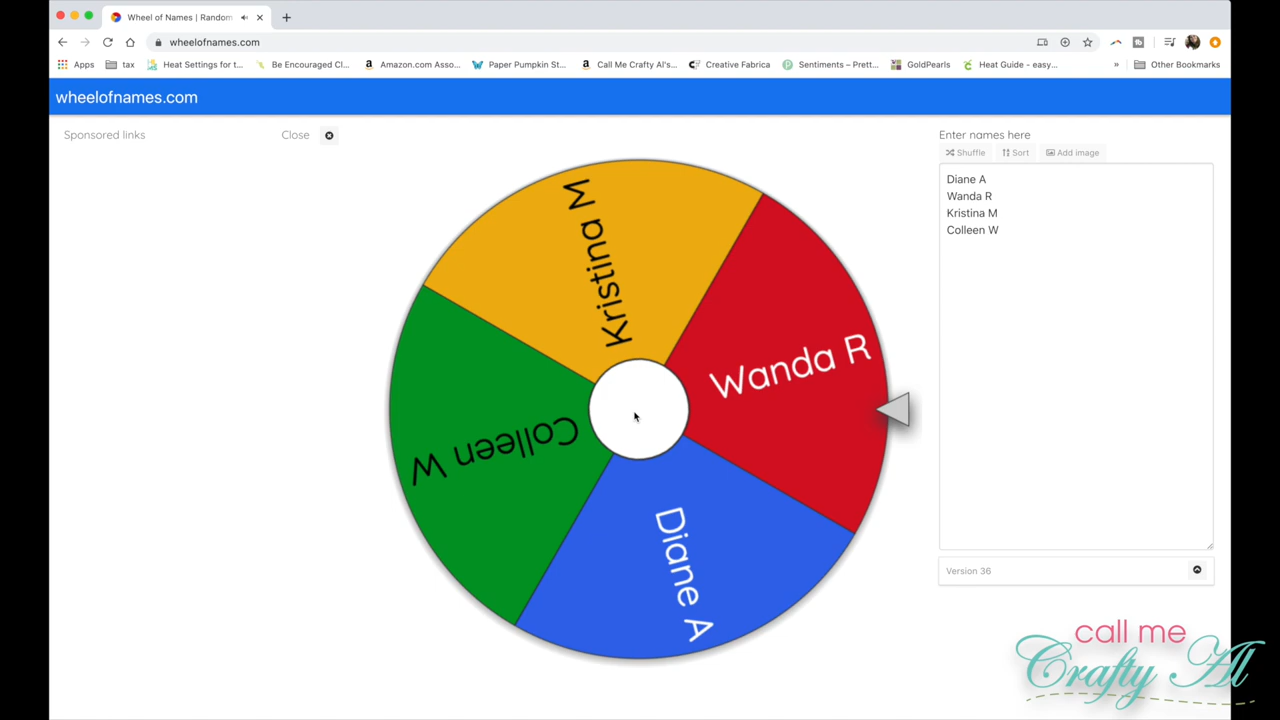 Wheel of Names | Random
wheelofnames.com
Apps
tax
Heat Settings for t...
Be Encouraged Cl...
Amazon.com Asso...
Paper Pumpkin St...
Call Me Crafty Al's...
Creative Fabrica
Sentiments – Prett...
GoldPearls
Heat Guide - easy...
»
Other Bookmarks
wheelofnames.com
Sponsored links
Close
Enter names here
Shuffle
Sort
Add image
Diane A
Wanda R
Kristina M
Colleen W
Kristina M
Wanda R
Colleen W
Diane A
Version 36
call me
Crafty Al